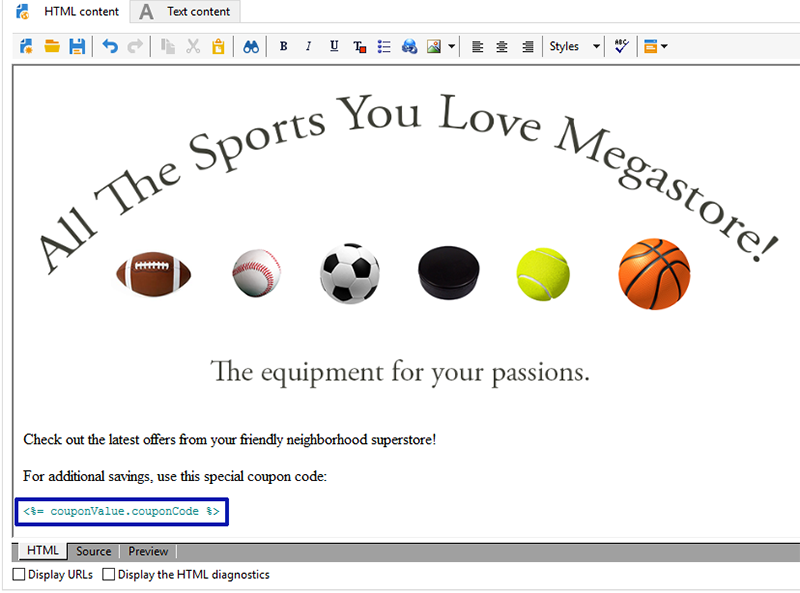 HTML content
A Text content
B I U T Styles ABC
All The Sports You Love Megastore!
The equipment for your passions.
Check out the latest offers from your friendly neighborhood superstore!
For additional savings, use this special coupon code:
<%= couponValue.couponCode %>
HTML Source Preview
Display URLs Display the HTML diagnostics